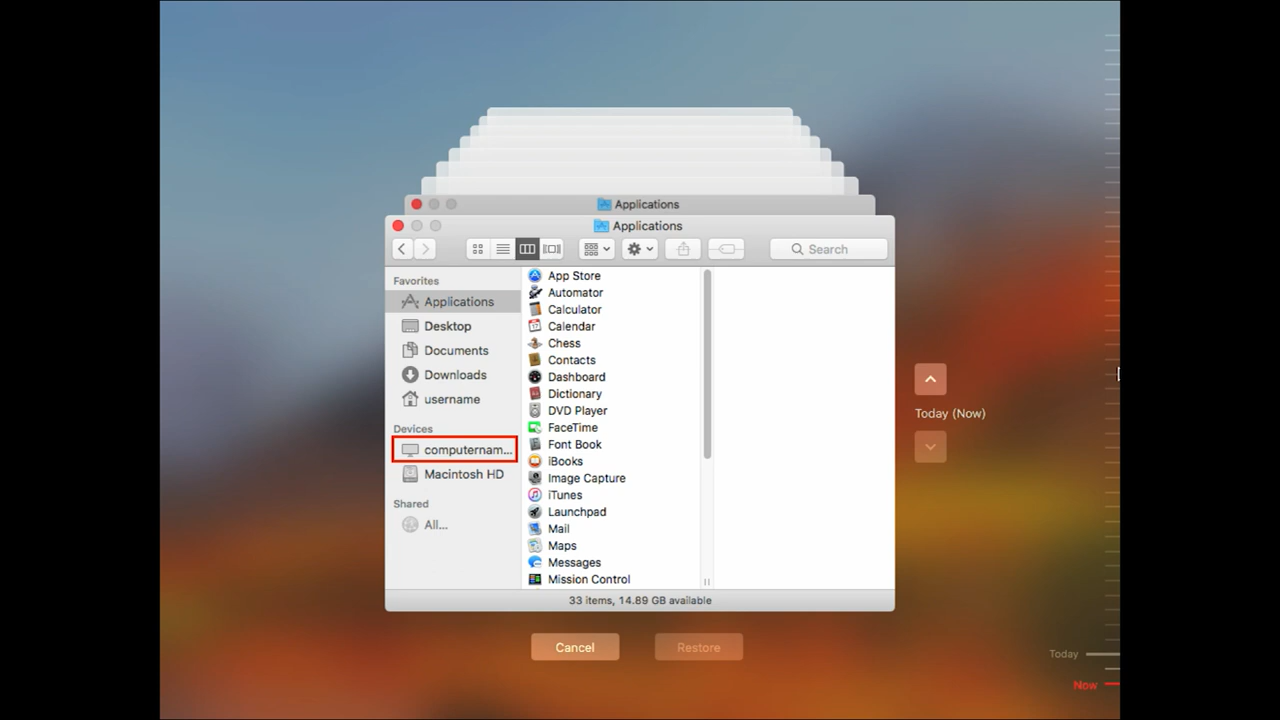 Applications
Applications
Search
Favorites
Applications
Desktop
Documents
Downloads
username
Devices
computernam...
Macintosh HD
Shared
All...
App Store
Automator
Calculator
Calendar
Chess
Contacts
Dashboard
Dictionary
DVD Player
FaceTime
Font Book
iBooks
Image Capture
iTunes
Launchpad
Mail
Maps
Messages
Mission Control
33 items, 14.89 GB available
Today (Now)
Cancel
Restore
Today
Now